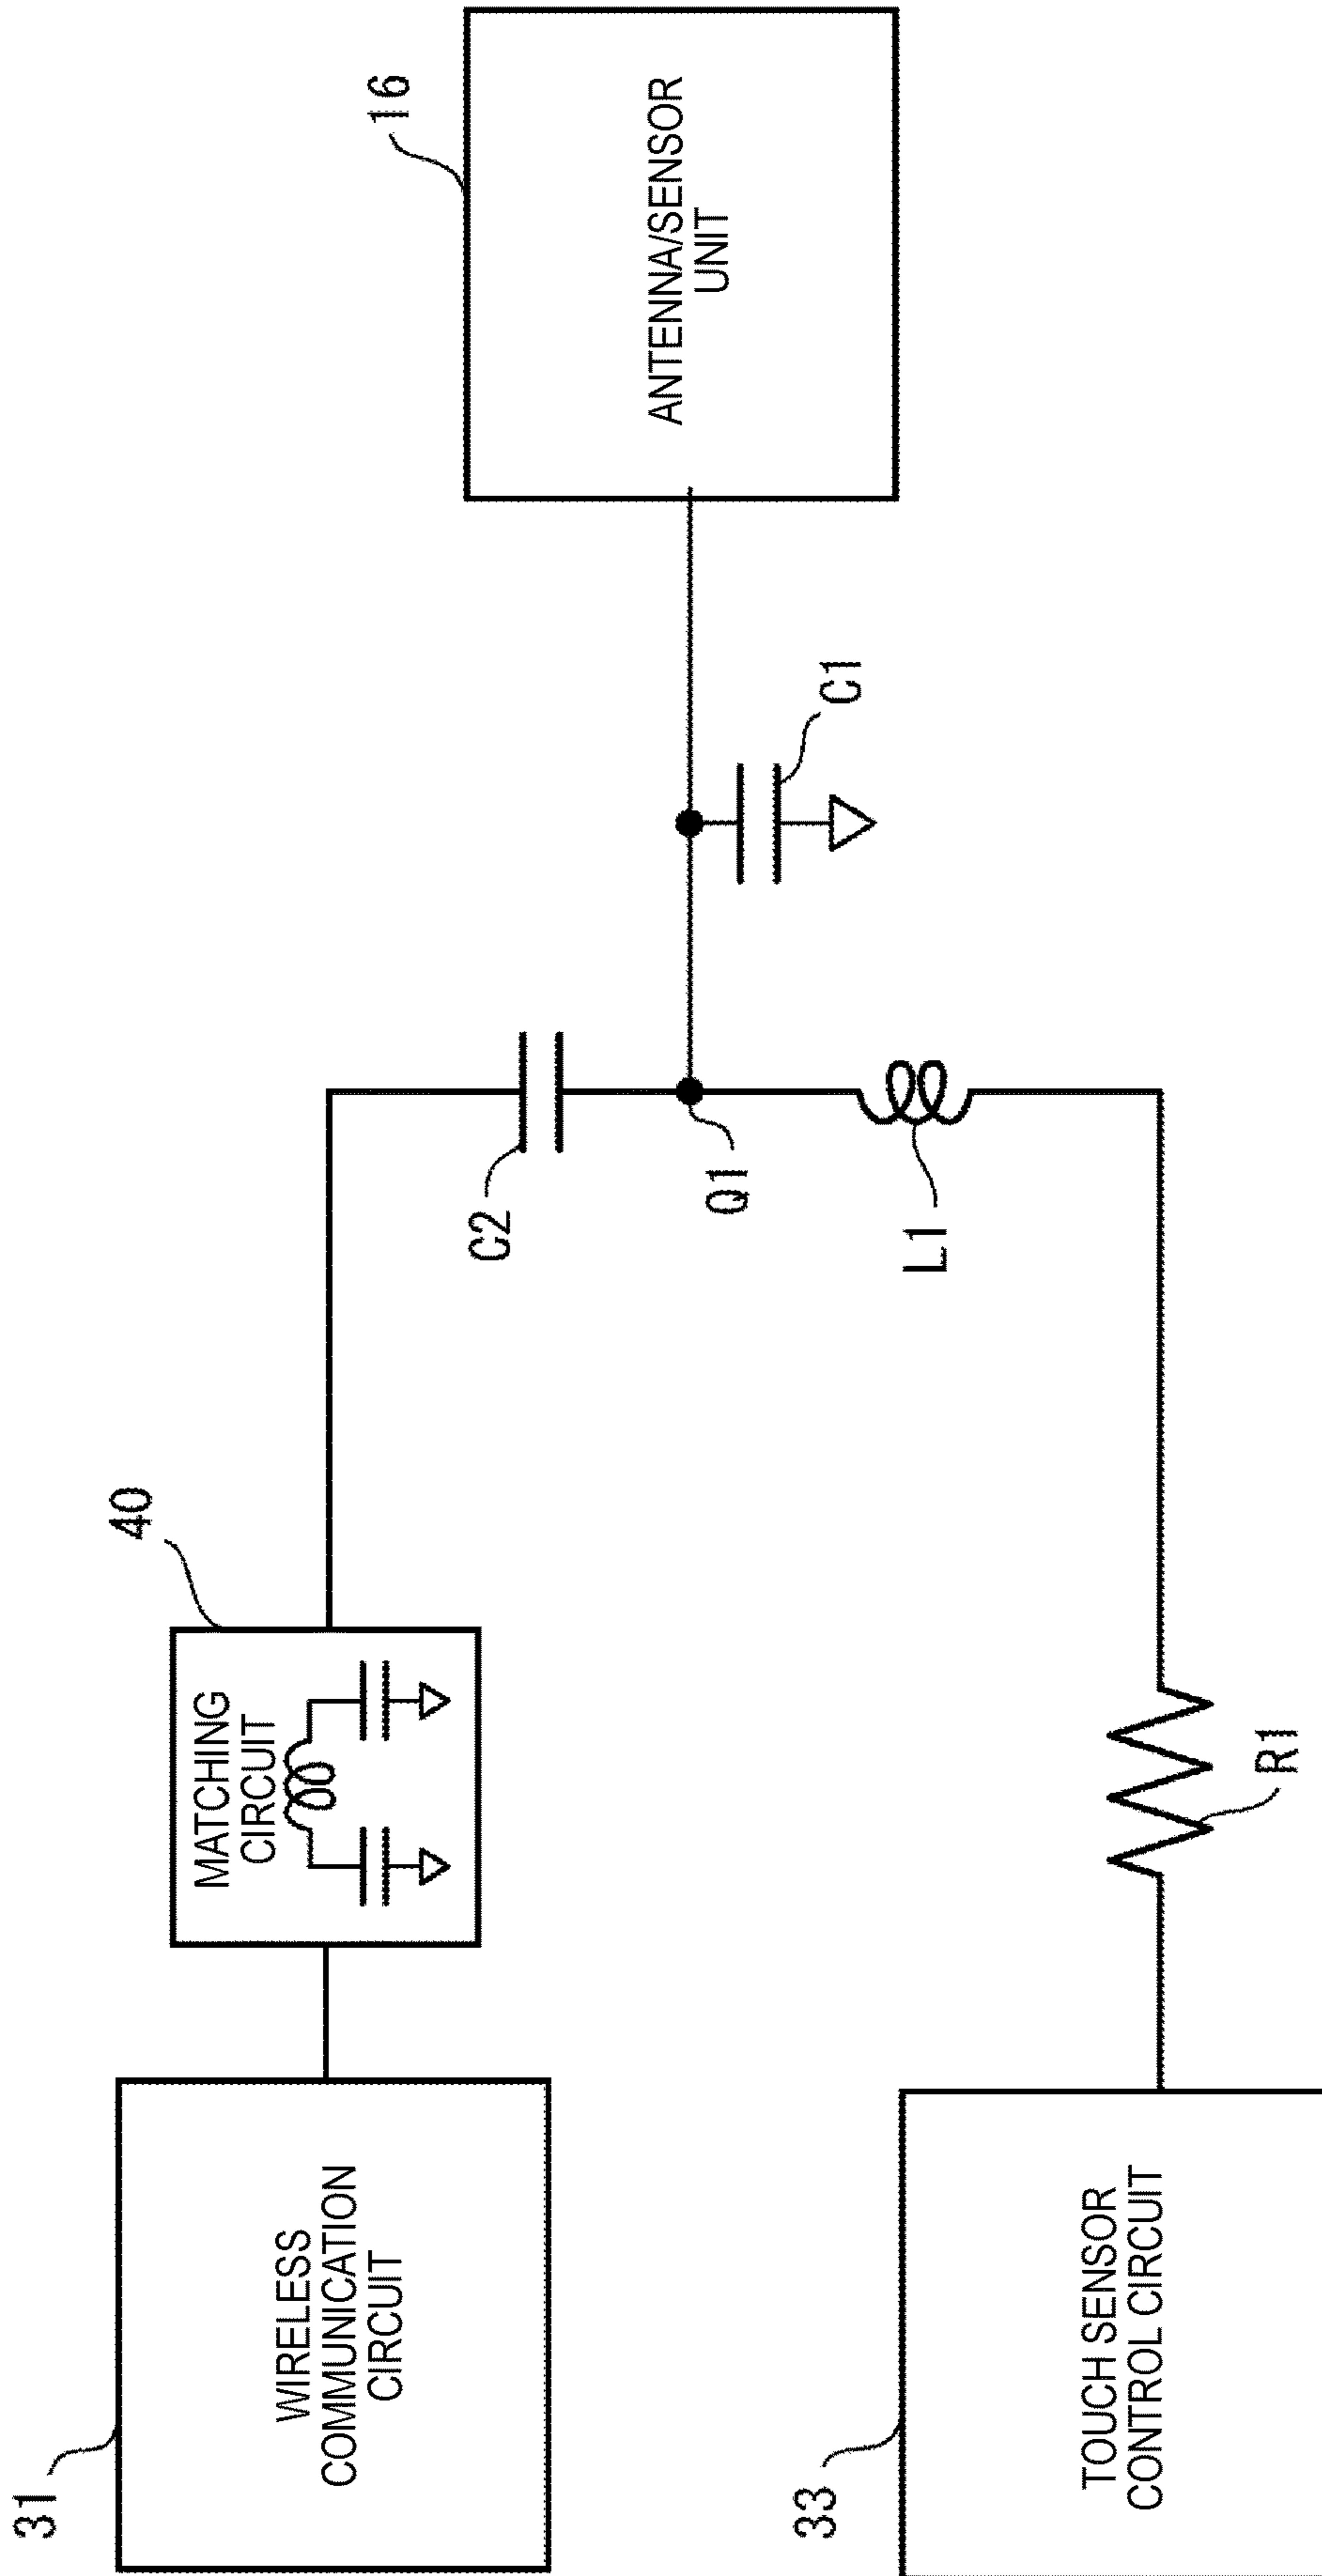 31
WIRELESS
COMMUNICATION
CIRCUIT
40
MATCHING
CIRCUIT
C2
Q1
L1
C1
16
ANTENNA/SENSOR
UNIT
33
TOUCH SENSOR
CONTROL CIRCUIT
R1